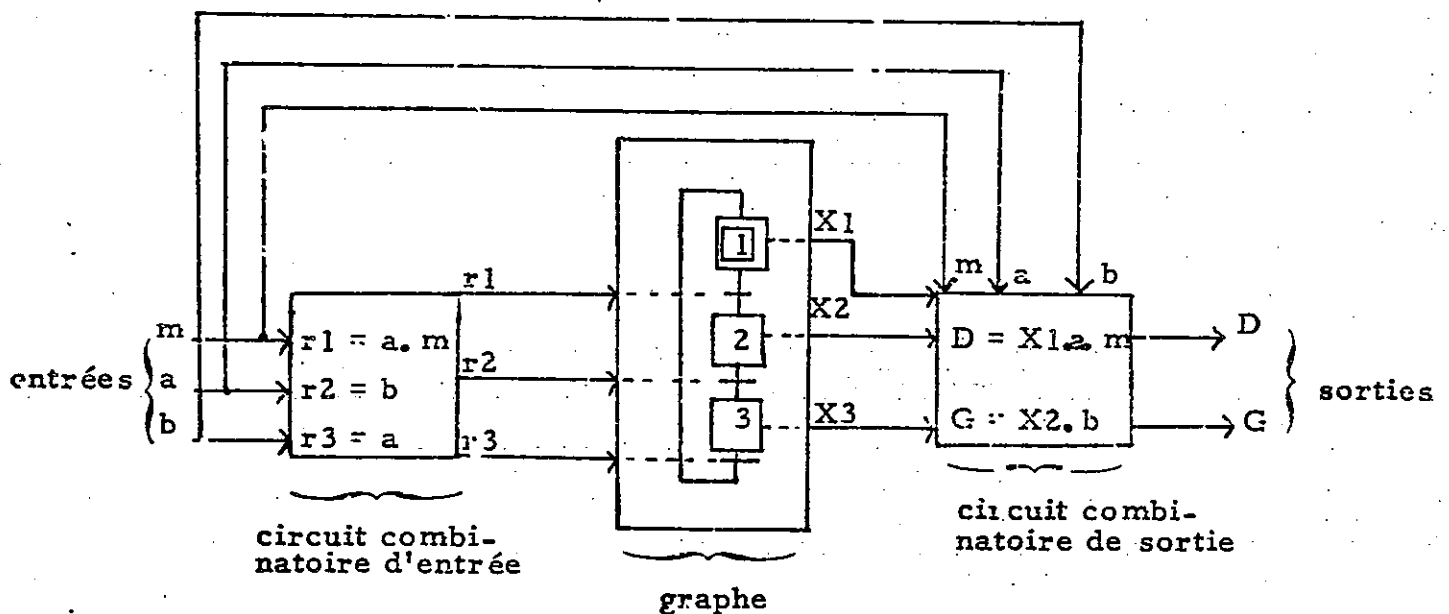 m
a
b
entrées
r1 = a. m
r2 = b
r3 = a
r1
r2
r3
1
2
3
X1
X2
X3
m
a
b
D = X1.a. m
G = X2. b
D
G
sorties
circuit combi-
natoire d'entrée
graphe
circuit combi-
natoire de sortie